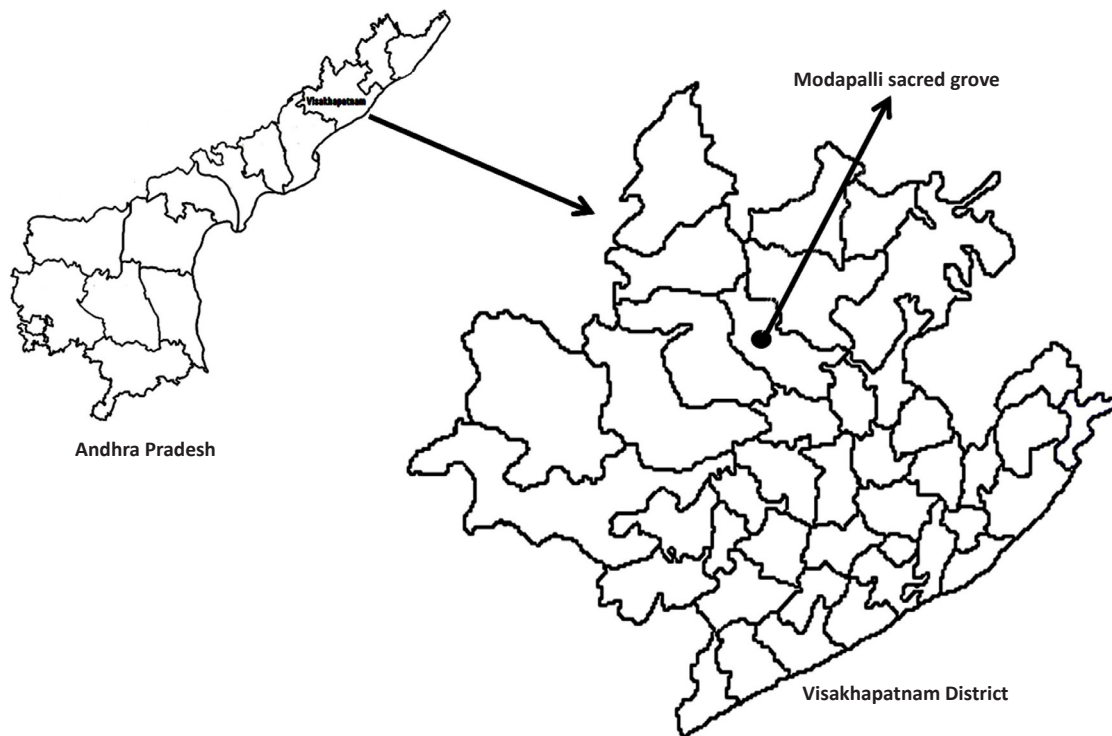 Visakhapatnam
Modapalli sacred grove
Andhra Pradesh
Visakhapatnam District